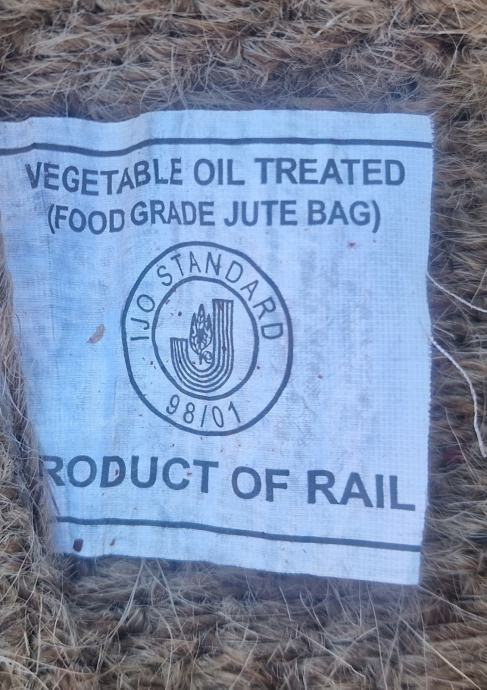 VEGETABLE OIL TREATED
(FOOD GRADE JUTE BAG)
IJO STANDARD
98/01
RODUCT OF RAIL